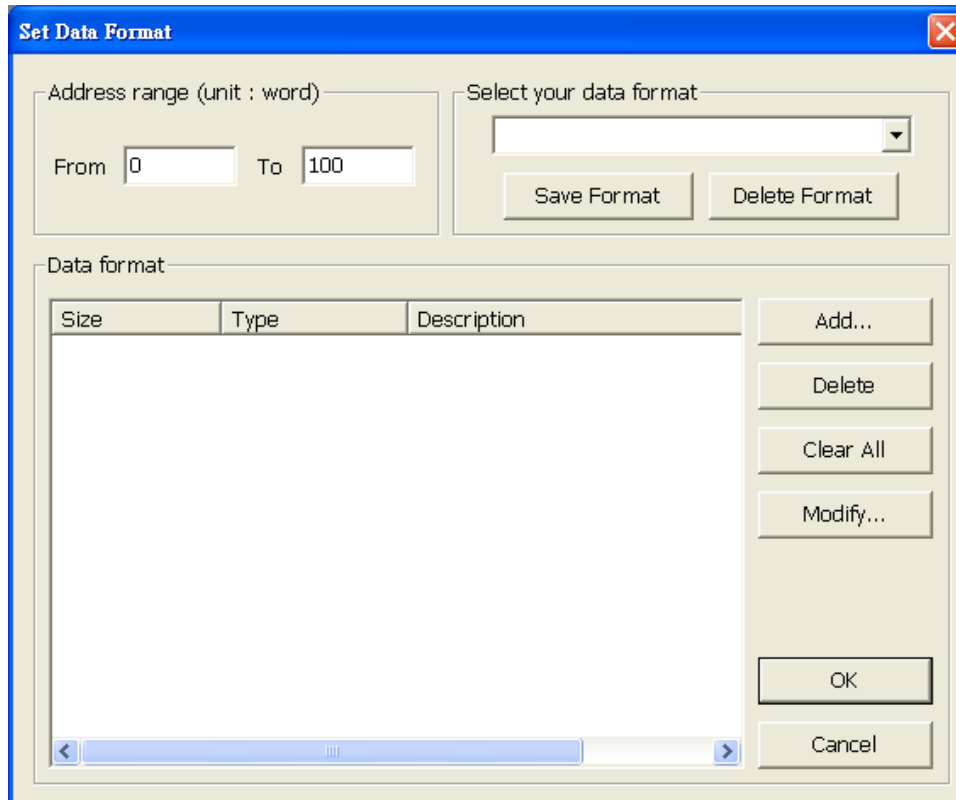 Set Data Format
Address range (unit : word)
From 0 To 100
Select your data format
Save Format Delete Format
Data format
Size Type Description
Add...
Delete
Clear All
Modify...
OK
Cancel